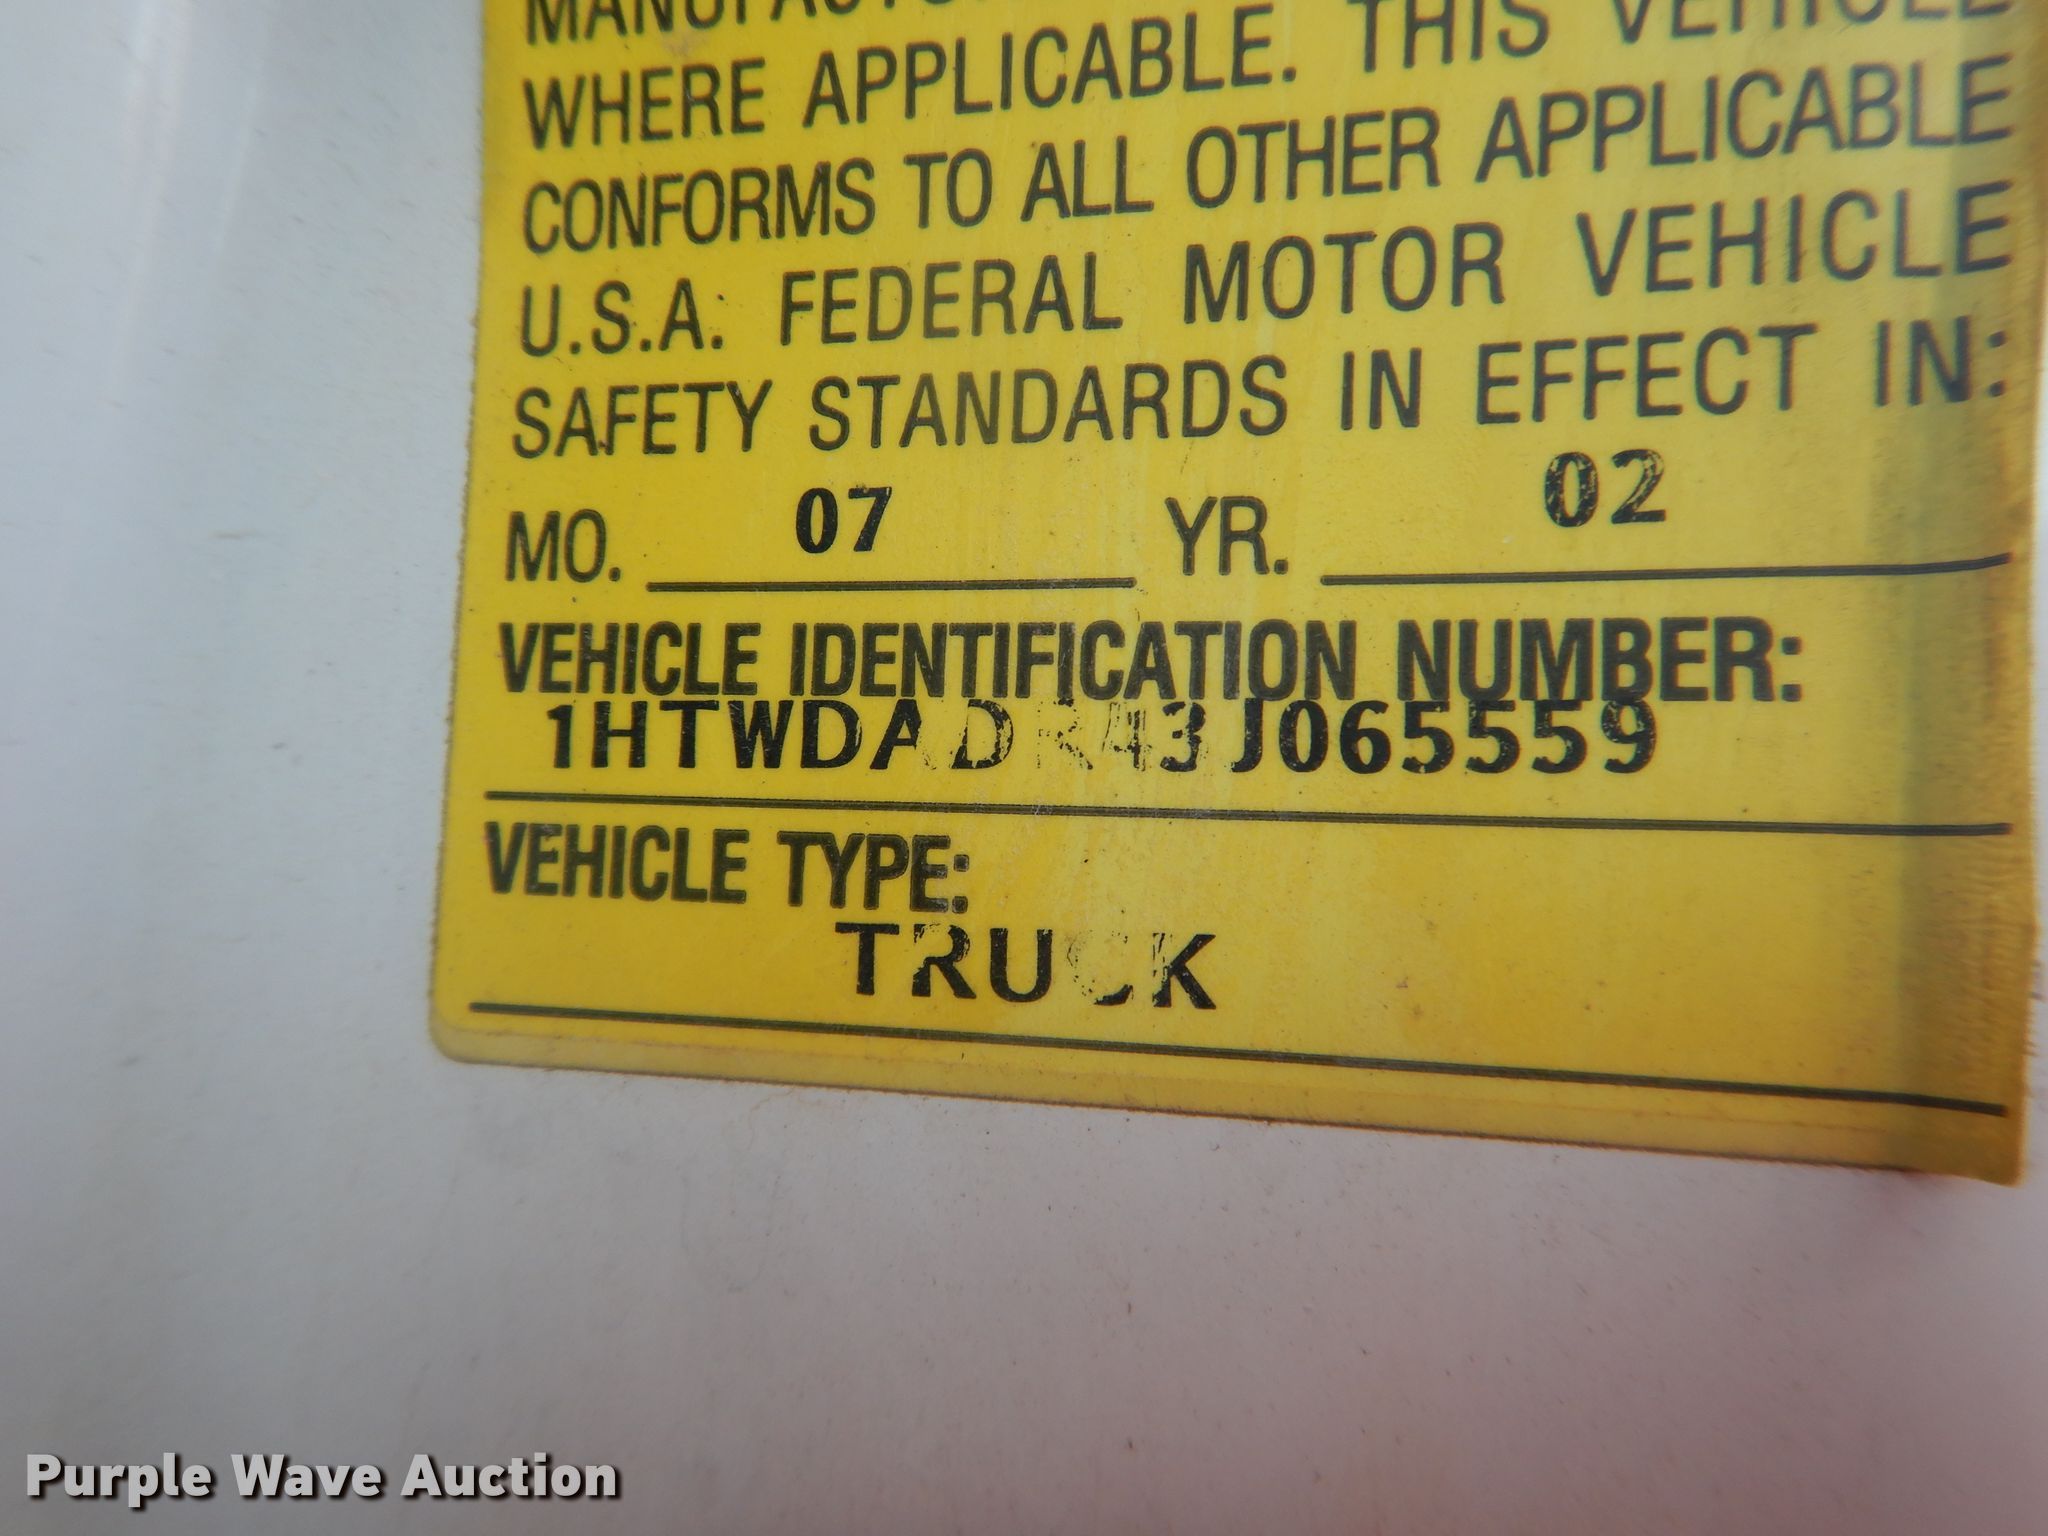 WHERE APPLICABLE. THIS VEHICLE
CONFORMS TO ALL OTHER APPLICABLE
U.S.A. FEDERAL MOTOR VEHICLE
SAFETY STANDARDS IN EFFECT IN:
MO. 07 YR. 02
VEHICLE IDENTIFICATION NUMBER:
1HTWDADR43J065559
VEHICLE TYPE:
TRUCK
Purple Wave Auction